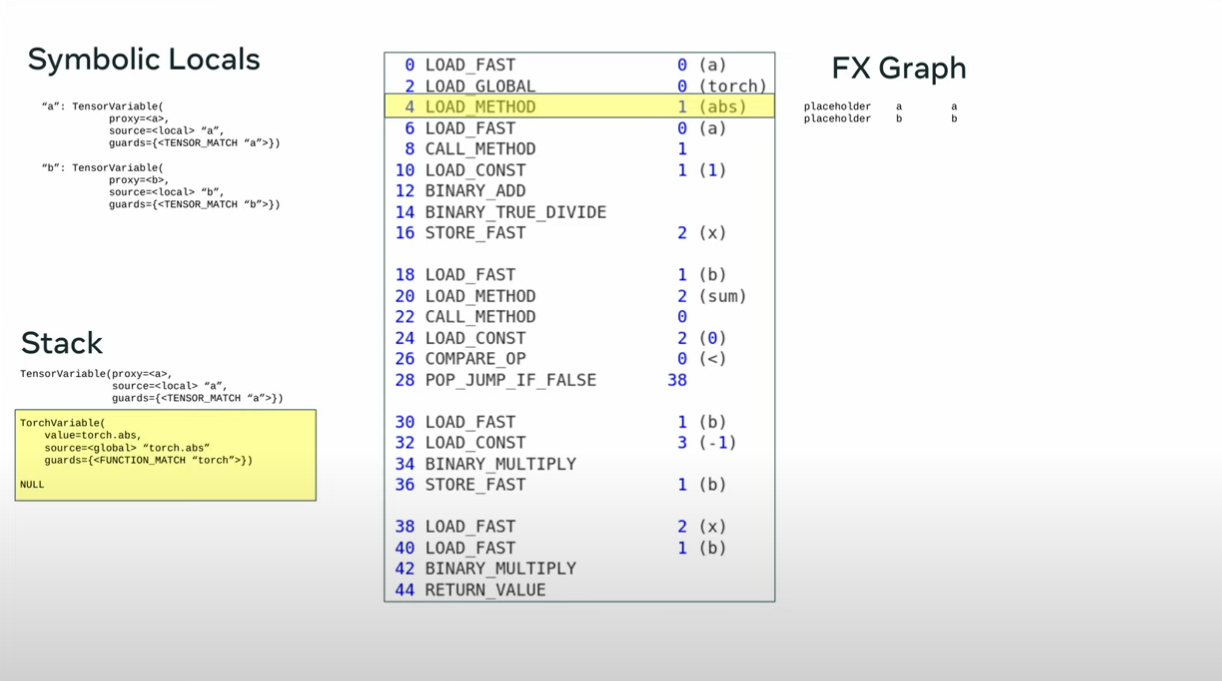 Symbolic Locals
“a”: TensorVariable(
proxy=<a>,
source=<local> “a”,
guards={<TENSOR_MATCH “a”>})
“b”: TensorVariable(
proxy=<b>,
source=<local> “b”,
guards={<TENSOR_MATCH “b”>})
Stack
TensorVariable(proxy=<a>,
source=<local> “a”,
guards={<TENSOR_MATCH “a”>})
TorchVariable(
value=torch.abs,
source=<global> “torch.abs”
guards={<FUNCTION_MATCH “torch”>})
NULL
0 LOAD_FAST 0 (a)
2 LOAD_GLOBAL 0 (torch)
4 LOAD_METHOD 1 (abs)
6 LOAD_FAST 0 (a)
8 CALL_METHOD 1
10 LOAD_CONST 1 (1)
12 BINARY_ADD
14 BINARY_TRUE_DIVIDE
16 STORE_FAST 2 (x)
18 LOAD_FAST 1 (b)
20 LOAD_METHOD 2 (sum)
22 CALL_METHOD 0
24 LOAD_CONST 2 (0)
26 COMPARE_OP 0 (<)
28 POP_JUMP_IF_FALSE 38
30 LOAD_FAST 1 (b)
32 LOAD_CONST 3 (-1)
34 BINARY_MULTIPLY
36 STORE_FAST 1 (b)
38 LOAD_FAST 2 (x)
40 LOAD_FAST 1 (b)
42 BINARY_MULTIPLY
44 RETURN_VALUE
FX Graph
placeholder a a
placeholder b b